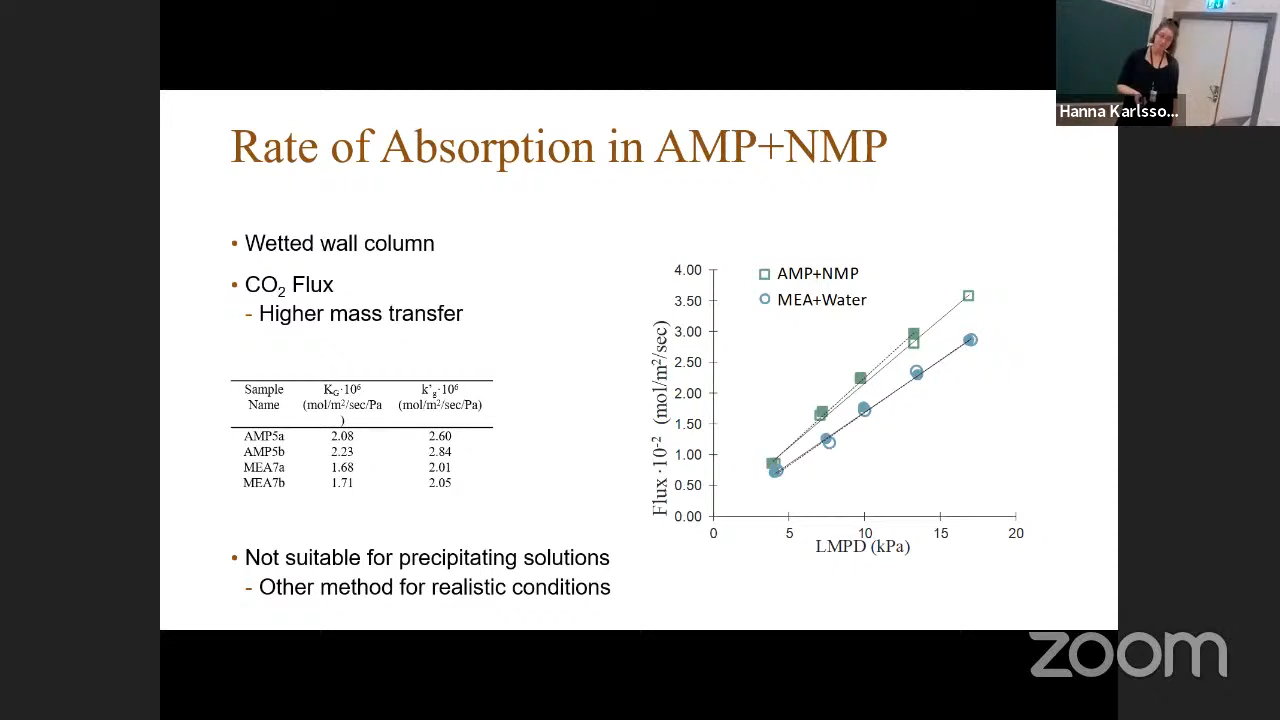 Hanna Karlsso...
Rate of Absorption in AMP+NMP
• Wetted wall column
• CO₂ Flux
- Higher mass transfer
Sample Name K_G·10⁶ (mol/m²/sec/Pa) k'_g·10⁶ (mol/m²/sec/Pa)
AMP5a 2.08 2.60
AMP5b 2.23 2.84
MEA7a 1.68 2.01
MEA7b 1.71 2.05
• Not suitable for precipitating solutions
- Other method for realistic conditions
AMP+NMP
MEA+Water
Flux ·10⁻² (mol/m²/sec)
4.00
3.50
3.00
2.50
2.00
1.50
1.00
0.50
0.00
0 5 10 15 20
LMPD (kPa)
zoom